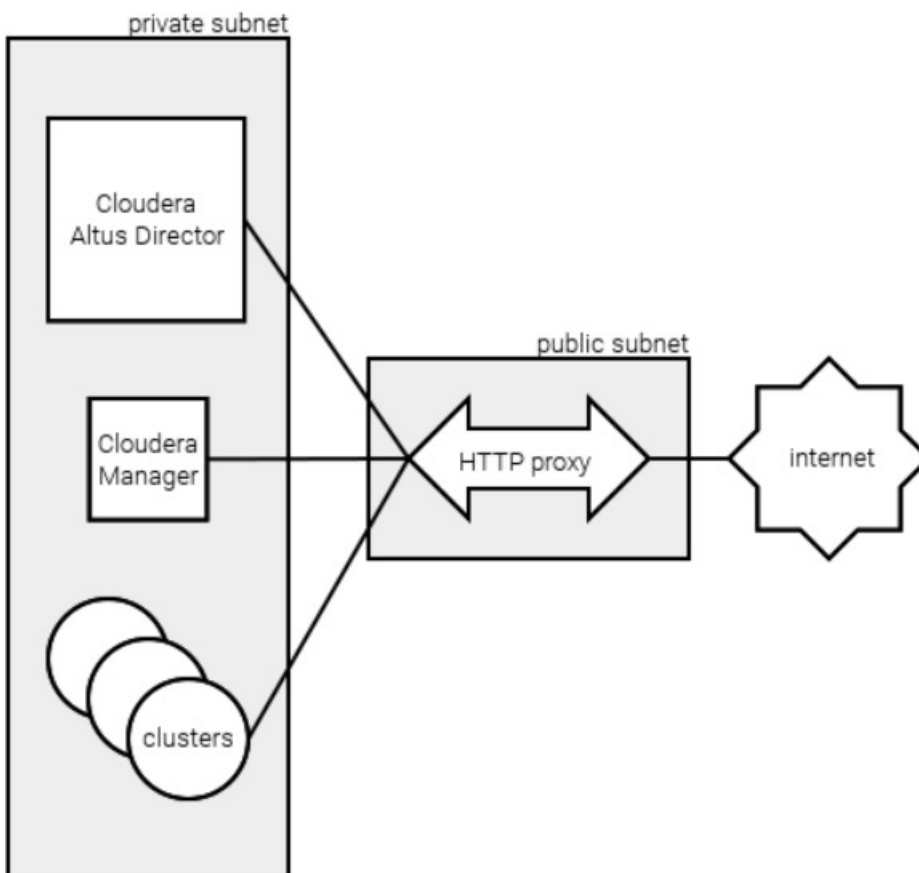 private subnet
Cloudera
Altus Director
public subnet
Cloudera
Manager
HTTP proxy
internet
clusters